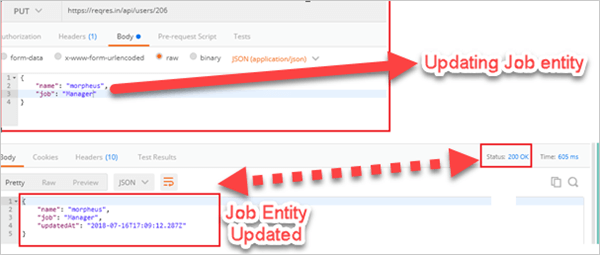 PUT https://reqres.in/api/users/206
uthorization Headers (1) Body Pre-request Script Tests
form-data x-www-form-urlencoded raw binary JSON (application/json)
1 {
2 "name": "morpheus",
3 "job": "Manager"
4 }
Updating Job entity
Body Cookies Headers (10) Test Results Status: 200 OK Time: 605 ms
Pretty Raw Preview JSON
1 {
2 "name": "morpheus",
3 "job": "Manager",
4 "updatedAt": "2018-07-16T17:09:12.287Z"
5 }
Job Entity
Updated